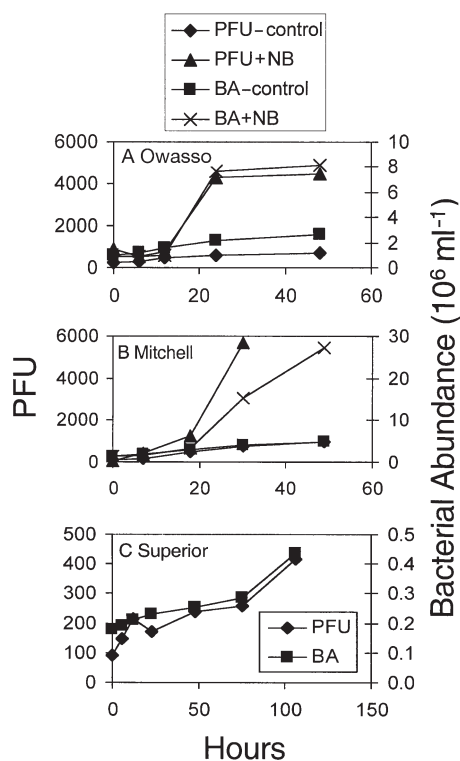 PFU-control
PFU+NB
BA-control
BA+NB
A Owasso
6000
4000
2000
0
10
8
6
4
2
0
0 20 40 60
B Mitchell
6000
4000
2000
0
30
20
10
0
0 20 40 60
C Superior
500
400
300
200
100
0
0.5
0.4
0.3
0.2
0.1
0.0
PFU
BA
0 50 100 150
PFU
Bacterial Abundance (10⁶ ml⁻¹)
Hours